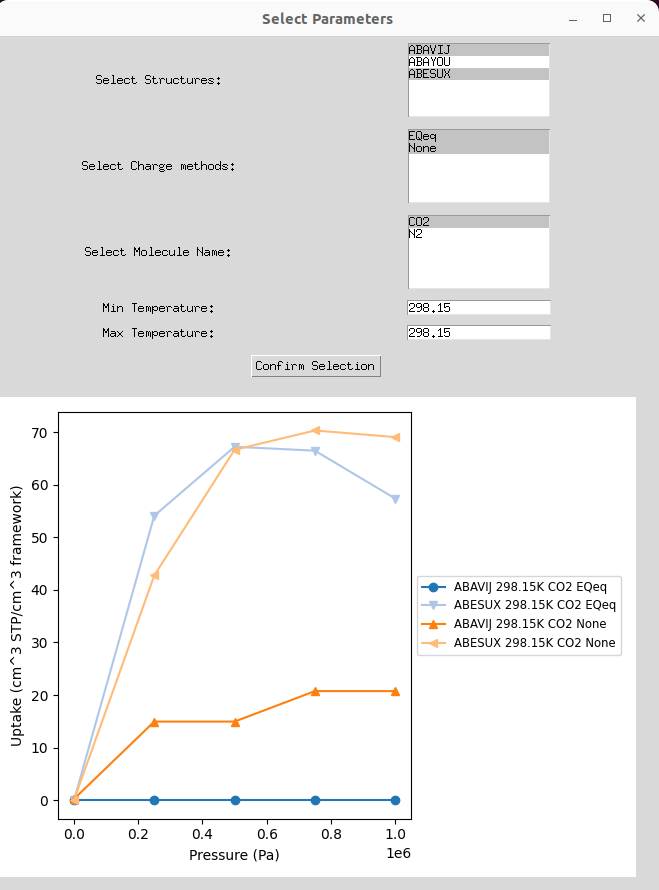 Select Parameters
Select Structures:
ABAVIJ
ABAYOU
ABESUX
Select Charge methods:
EQeq
None
Select Molecule Name:
CO2
N2
Min Temperature:
298.15
Max Temperature:
298.15
Confirm Selection
70
60
50
40
30
20
10
0
Uptake (cm^3 STP/cm^3 framework)
0.0 0.2 0.4 0.6 0.8 1.0
1e6
Pressure (Pa)
ABAVIJ 298.15K CO2 EQeq
ABESUX 298.15K CO2 EQeq
ABAVIJ 298.15K CO2 None
ABESUX 298.15K CO2 None